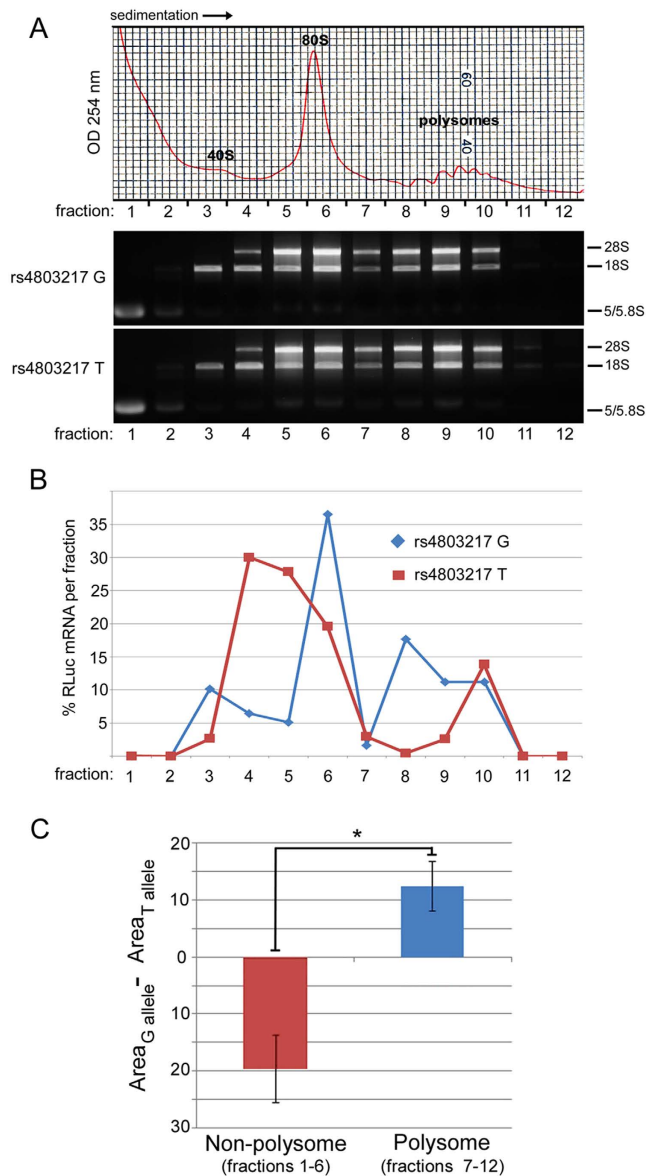 A
sedimentation
80S
OD 254 nm
60
polysomes
40S
40
fraction: 1 2 3 4 5 6 7 8 9 10 11 12
rs4803217 G
28S
18S
5/5.8S
rs4803217 T
28S
18S
5/5.8S
fraction: 1 2 3 4 5 6 7 8 9 10 11 12
B
% RLuc mRNA per fraction
35
30
25
20
15
10
5
rs4803217 G
rs4803217 T
fraction: 1 2 3 4 5 6 7 8 9 10 11 12
C
Area G allele - Area T allele
*
20
10
0
10
20
30
Non-polysome
(fractions 1-6)
Polysome
(fractions 7-12)